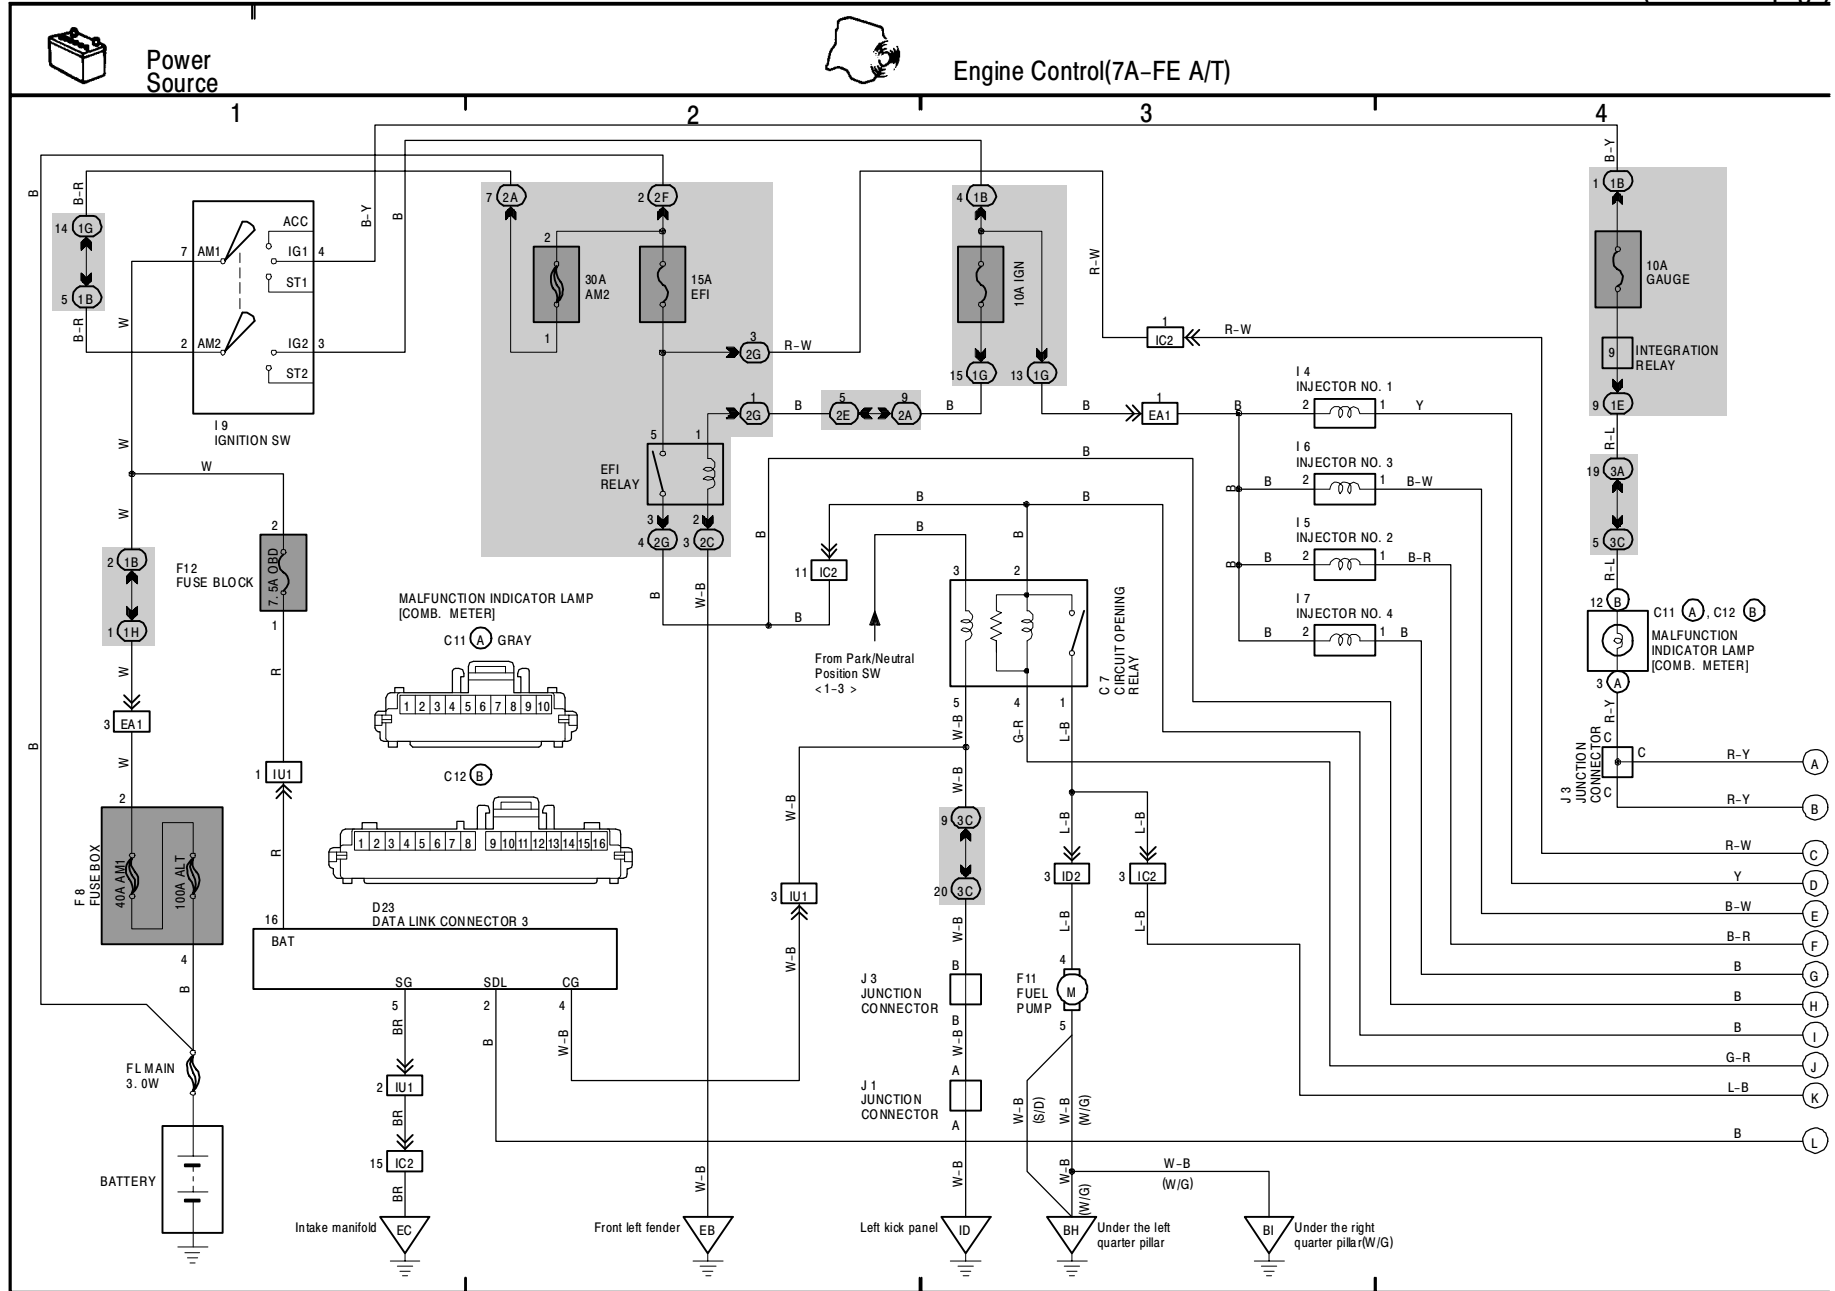 Power
Source
Engine Control(7A-FE A/T)
1
2
3
4
B
B-R
14 1G
5 1B
B-R
W
7 AM1
ACC
IG1 4
ST1
2 AM2
IG2 3
ST2
I 9
IGNITION SW
B-Y
B
7 2A
2 2F
2
30A
AM2
1
15A
EFI
3
2G
R-W
1
2G
B
5
2E
9
2A
B
5
1
EFI
RELAY
3
2
4 2G
3 2C
4 1B
10A IGN
15 1G
13 1G
B
R-W
1
IC2
R-W
1
EA1
B-Y
1 1B
10A
GAUGE
9
INTEGRATION
RELAY
9 1E
R-L
19 3A
5 3C
R-L
12 B
C11 A , C12 B
MALFUNCTION
INDICATOR LAMP
[COMB. METER]
3 A
R-Y
C
C
C
J 3
JUNCTION
CONNECTOR
I 4
INJECTOR NO. 1
B
2
1
Y
I 6
INJECTOR NO. 3
B
B
2
1
B-W
I 5
INJECTOR NO. 2
B
B
2
1
B-R
I 7
INJECTOR NO. 4
B
2
1
B
W
W
W
2
F12
FUSE BLOCK
7. 5A OBD
1
2 1B
1 1H
W
3 EA1
W
2
F 8
FUSE BOX
40A AM1
100A ALT
4
B
B
R
1 IU1
R
MALFUNCTION INDICATOR LAMP
[COMB. METER]
C11 A GRAY
1 2 3 4 5 6 7 8 9 10
C12 B
1 2 3 4 5 6 7 8 9 10 11 12 13 14 15 16
D23
DATA LINK CONNECTOR 3
16
BAT
SG
SDL
CG
5
2
4
BR
B
W-B
2 IU1
BR
15 IC2
BR
FL MAIN
3. 0W
BATTERY
Intake manifold
EC
B
W-B
B
B
B
B
B
B
B
11 IC2
From Park/Neutral
Position SW
< 1-3 >
3
2
C 7
CIRCUIT OPENING
RELAY
5
4
1
W-B
G-R
L-B
W-B
9 3C
20 3C
W-B
W-B
3 IU1
W-B
J 3
JUNCTION
CONNECTOR
B
B
W-B
A
J 1
JUNCTION
CONNECTOR
A
W-B
L-B
L-B
3 ID2
3 IC2
L-B
L-B
4
F11
FUEL
PUMP
M
5
W-B
(S/D)
W-B
(W/G)
W-B
(W/G)
W-B
(W/G)
W-B
Front left fender
EB
Left kick panel
ID
BH
Under the left
quarter pillar
BI
Under the right
quarter pillar(W/G)
R-Y A
R-Y B
R-W C
Y D
B-W E
B-R F
B G
B H
B I
G-R J
L-B K
B L